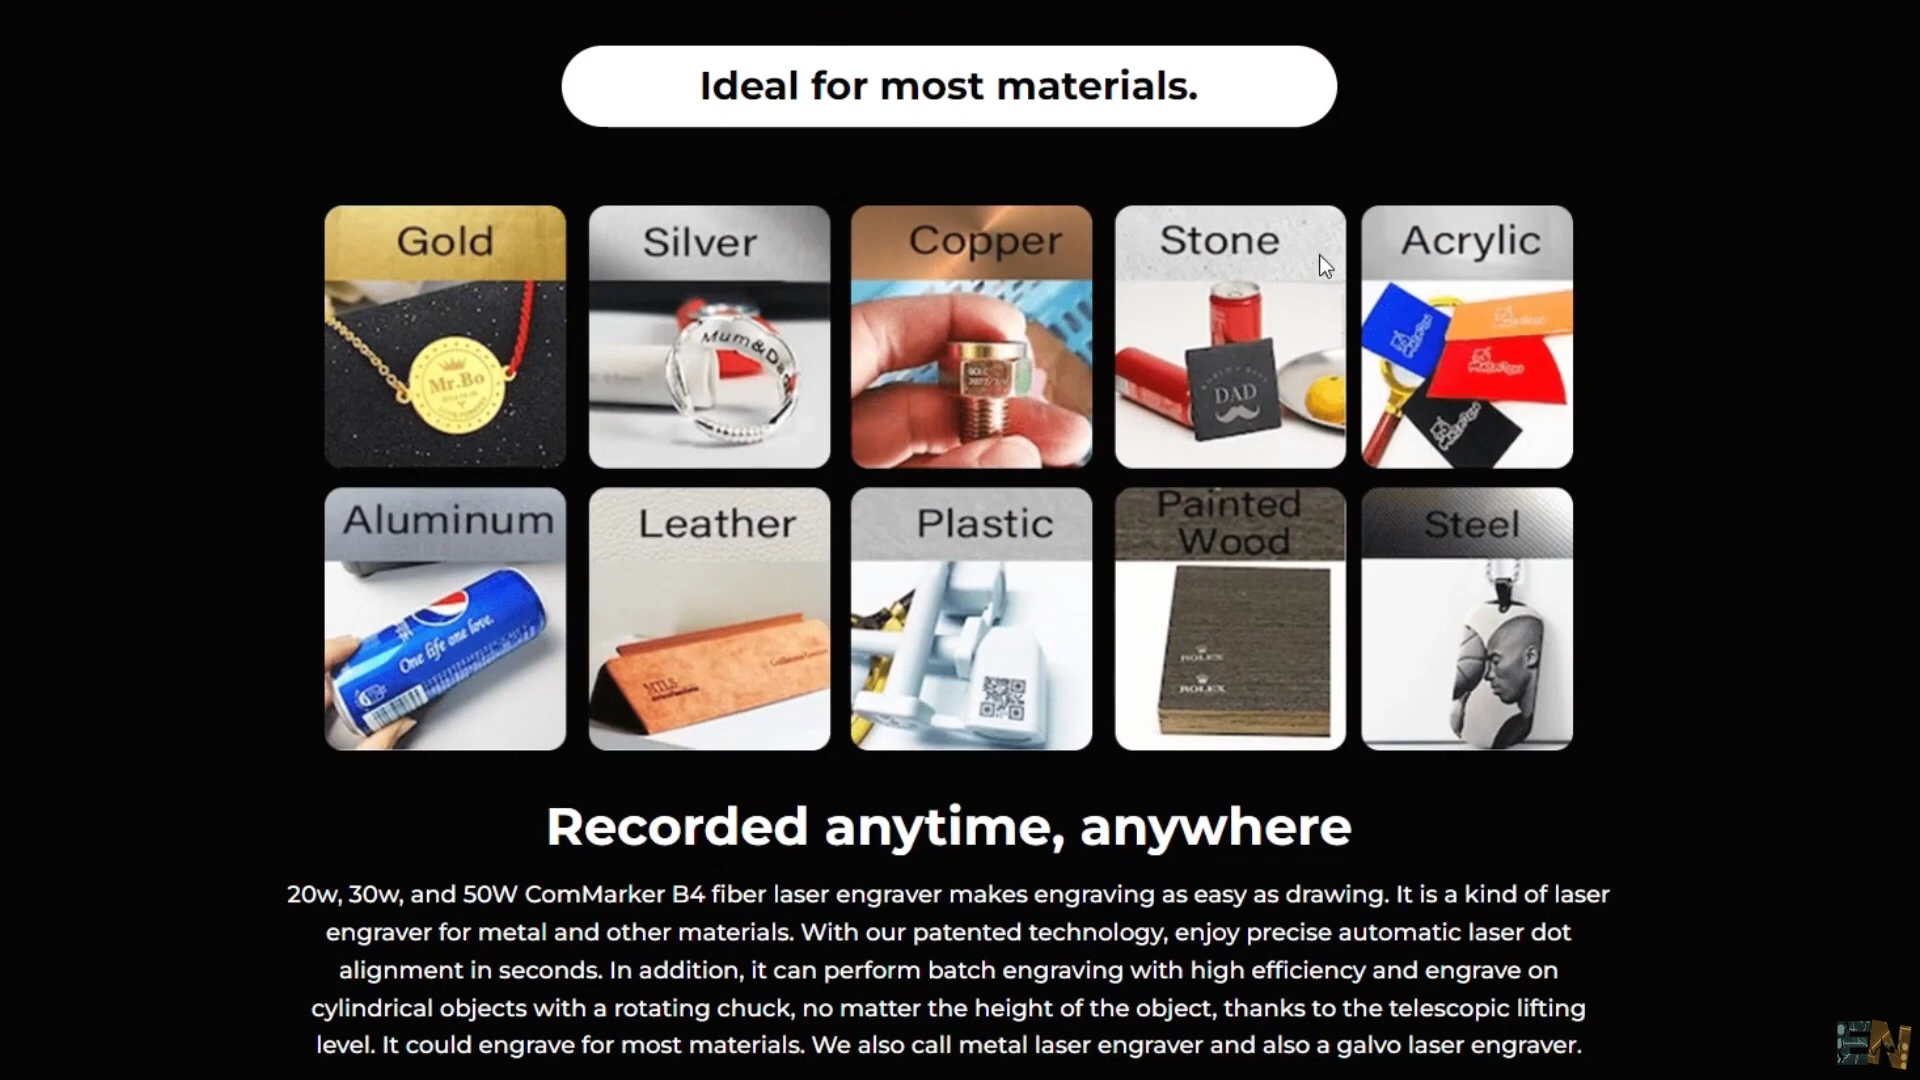 Ideal for most materials.
Gold
Silver
Copper
Stone
Acrylic
Mr.Bo
Mum&Da
DAD
Aluminum
Leather
Plastic
Painted
Wood
Steel
One life one love.
MTLS
ROLEX
ROLEX
Recorded anytime, anywhere
20w, 30w, and 50W ComMarker B4 fiber laser engraver makes engraving as easy as drawing. It is a kind of laser
engraver for metal and other materials. With our patented technology, enjoy precise automatic laser dot
alignment in seconds. In addition, it can perform batch engraving with high efficiency and engrave on
cylindrical objects with a rotating chuck, no matter the height of the object, thanks to the telescopic lifting
level. It could engrave for most materials. We also call metal laser engraver and also a galvo laser engraver.
EN